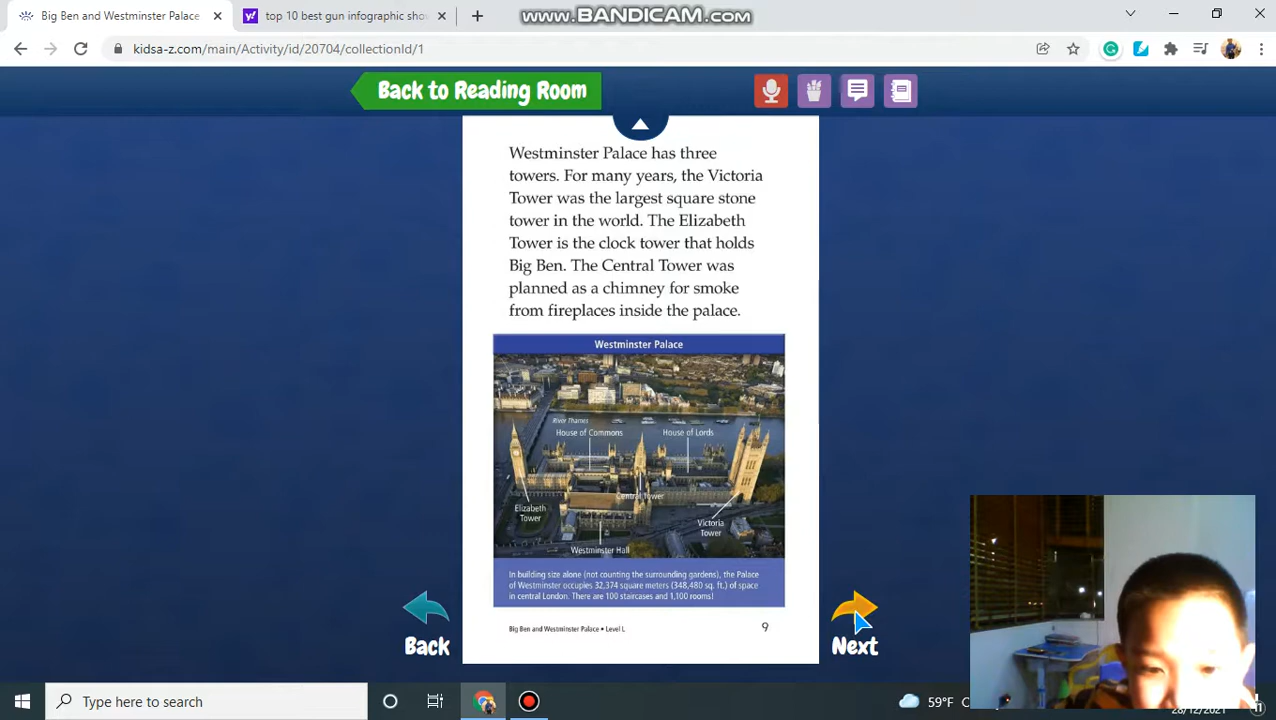 Big Ben and Westminster Palace
top 10 best gun infographic sho
www.BANDICAM.com
kidsa-z.com/main/Activity/id/20704/collectionId/1
Back to Reading Room
Westminster Palace has three
towers. For many years, the Victoria
Tower was the largest square stone
tower in the world. The Elizabeth
Tower is the clock tower that holds
Big Ben. The Central Tower was
planned as a chimney for smoke
from fireplaces inside the palace.
Westminster Palace
River Thames
House of Commons
House of Lords
Central Tower
Elizabeth
Tower
Victoria
Tower
Westminster Hall
In building size alone (not counting the surrounding gardens), the Palace
of Westminster occupies 32,374 square meters (348,480 sq. ft.) of space
in central London. There are 100 staircases and 1,100 rooms!
Big Ben and Westminster Palace • Level L
9
Back
Next
Type here to search
59°F
28/12/2021